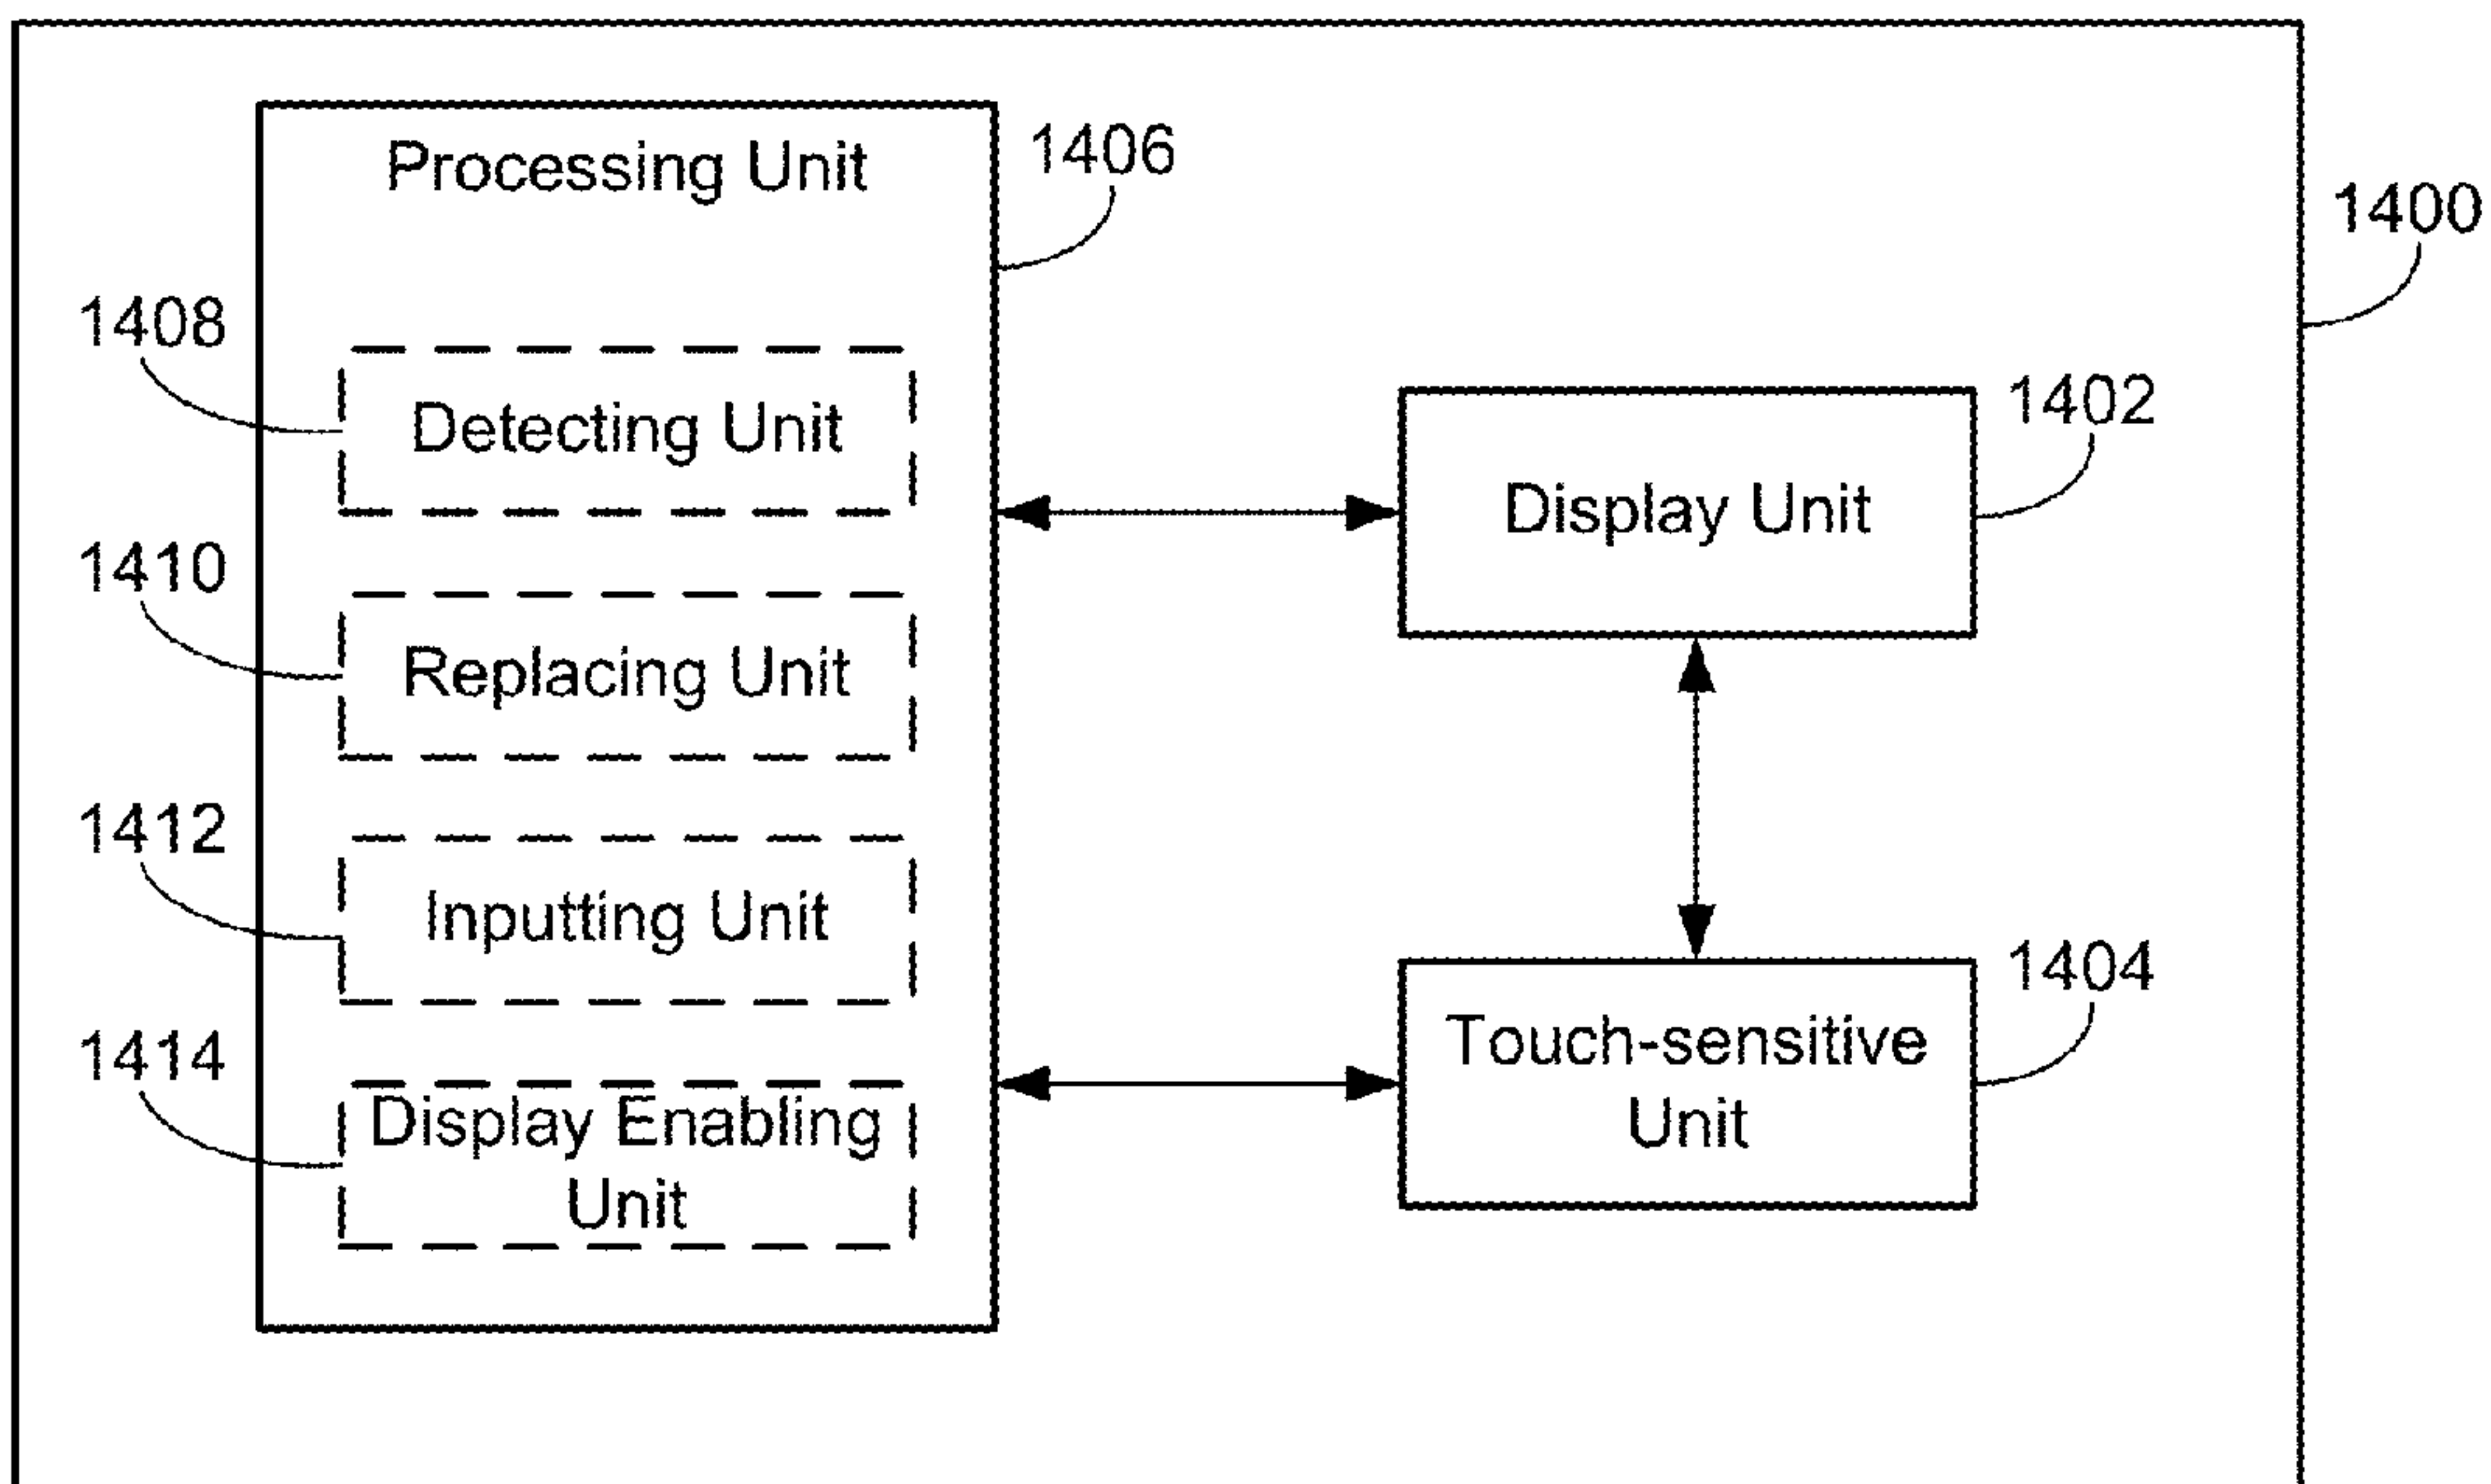 Processing Unit
1406
1400
1408
Detecting Unit
1402
Display Unit
1410
Replacing Unit
1412
Inputting Unit
1404
Touch-sensitive
Unit
1414
Display Enabling
Unit